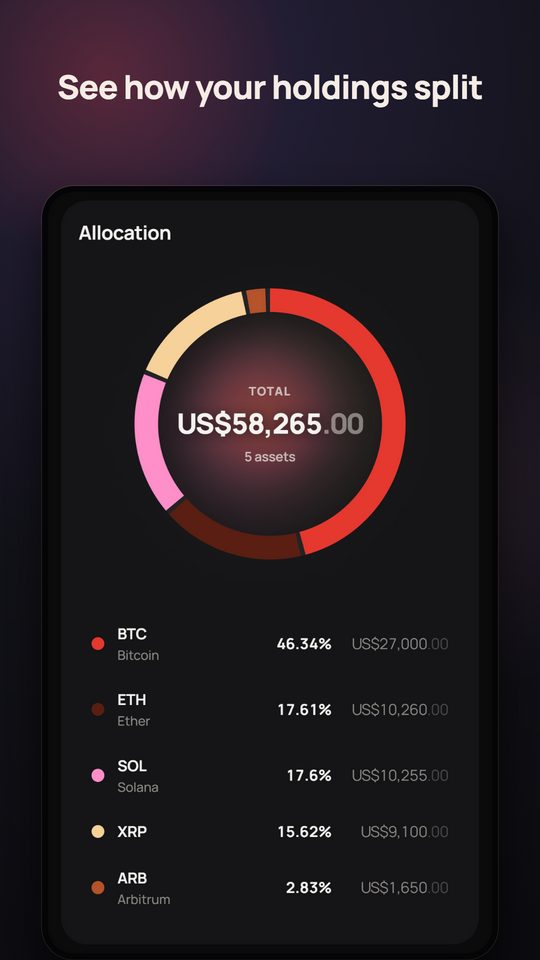 See how your holdings split
Allocation
TOTAL
US$58,265.00
5 assets
BTC
Bitcoin
46.34%
US$27,000.00
ETH
Ether
17.61%
US$10,260.00
SOL
Solana
17.6%
US$10,255.00
XRP
15.62%
US$9,100.00
ARB
Arbitrum
2.83%
US$1,650.00